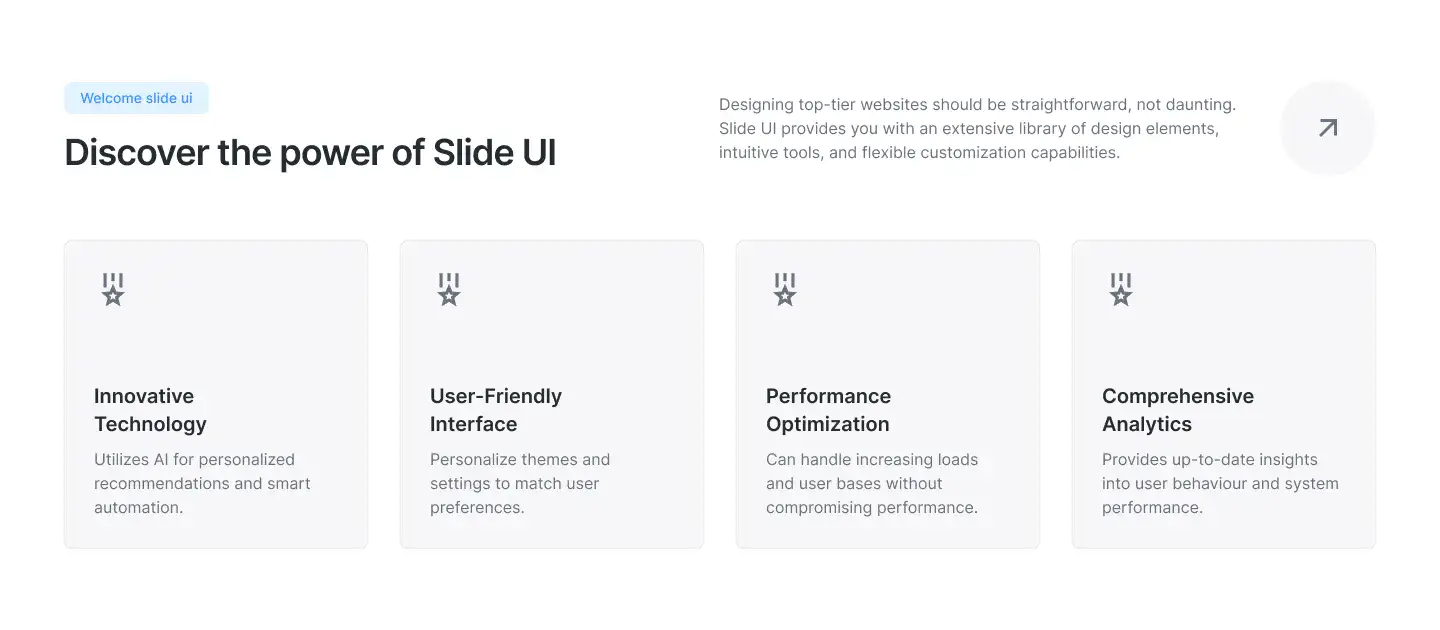 Welcome slide ui
Discover the power of Slide UI
Designing top-tier websites should be straightforward, not daunting.
Slide UI provides you with an extensive library of design elements,
intuitive tools, and flexible customization capabilities.
Innovative
Technology
Utilizes AI for personalized
recommendations and smart
automation.
User-Friendly
Interface
Personalize themes and
settings to match user
preferences.
Performance
Optimization
Can handle increasing loads
and user bases without
compromising performance.
Comprehensive
Analytics
Provides up-to-date insights
into user behaviour and system
performance.